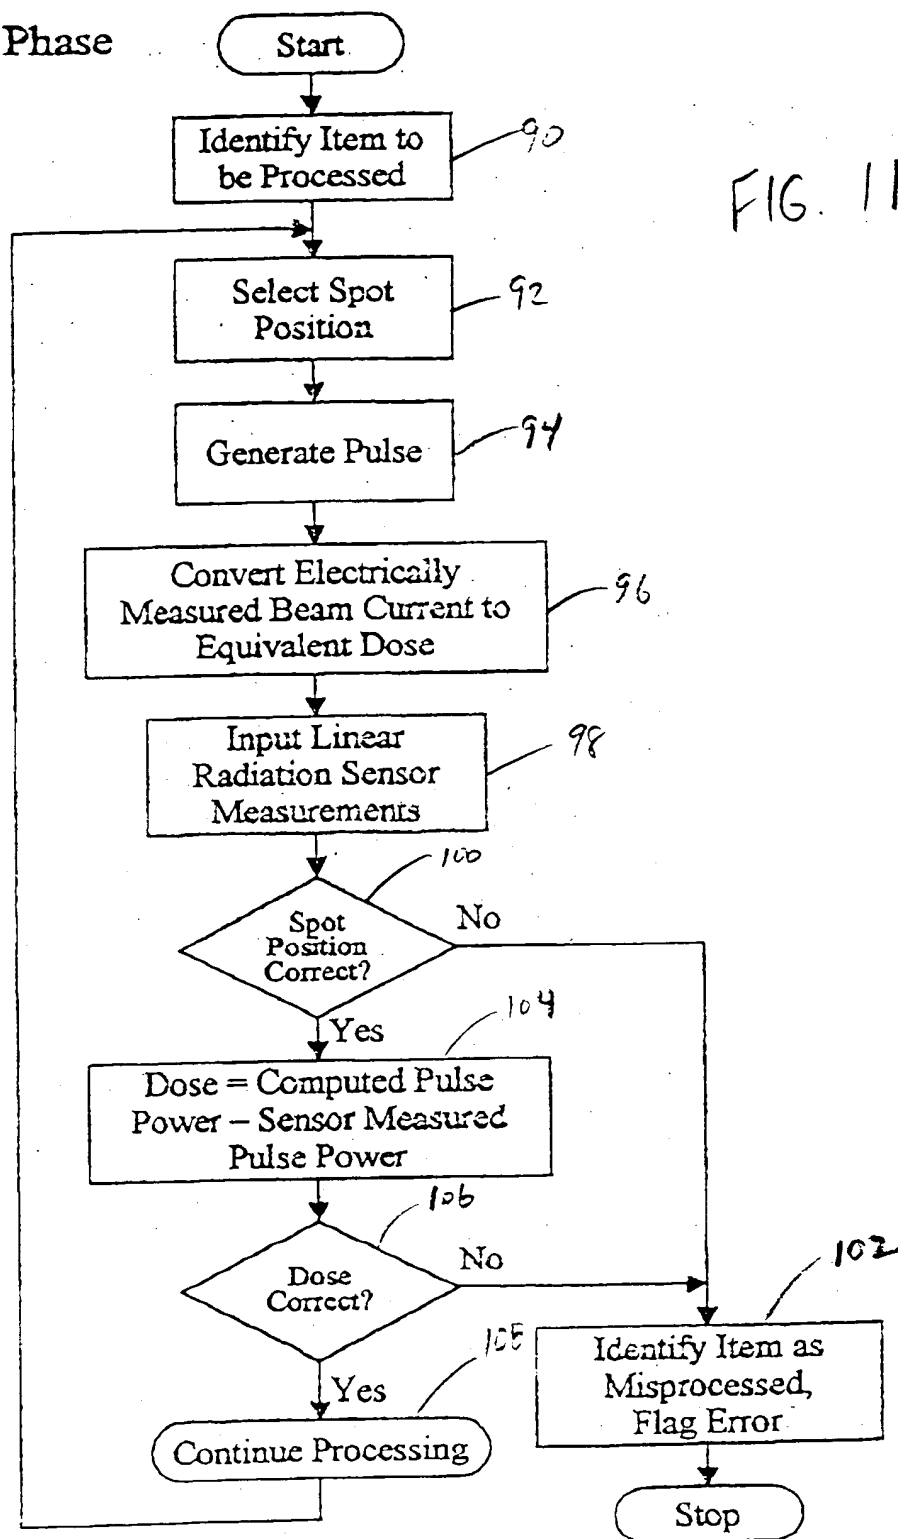 Phase
Start
Identify Item to
be Processed
90
FIG. 11
Select Spot
Position
92
Generate Pulse
94
Convert Electrically
Measured Beam Current to
Equivalent Dose
96
Input Linear
Radiation Sensor
Measurements
98
100
Spot
Position
Correct?
No
Yes
104
Dose = Computed Pulse
Power – Sensor Measured
Pulse Power
106
Dose
Correct?
No
102
Identify Item as
Misprocessed,
Flag Error
Yes
Continue Processing
Stop